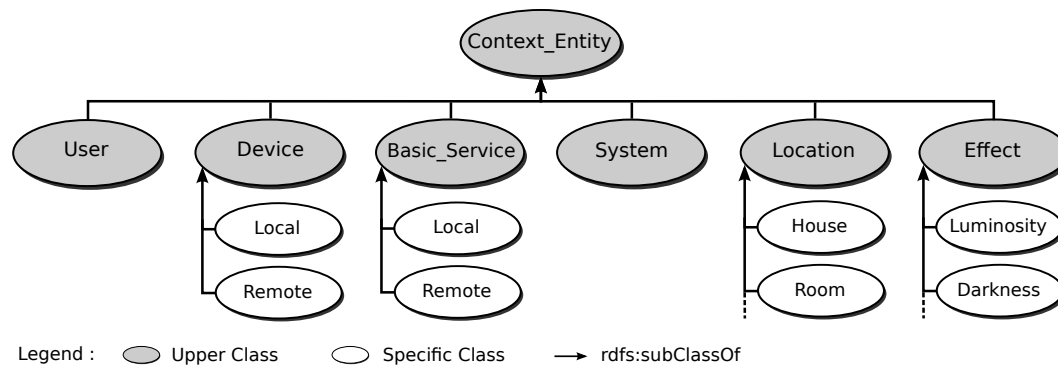 Context_Entity
User
Device
Basic_Service
System
Location
Effect
Local
Local
House
Luminosity
Remote
Remote
Room
Darkness
Legend : Upper Class Specific Class rdfs:subClassOf